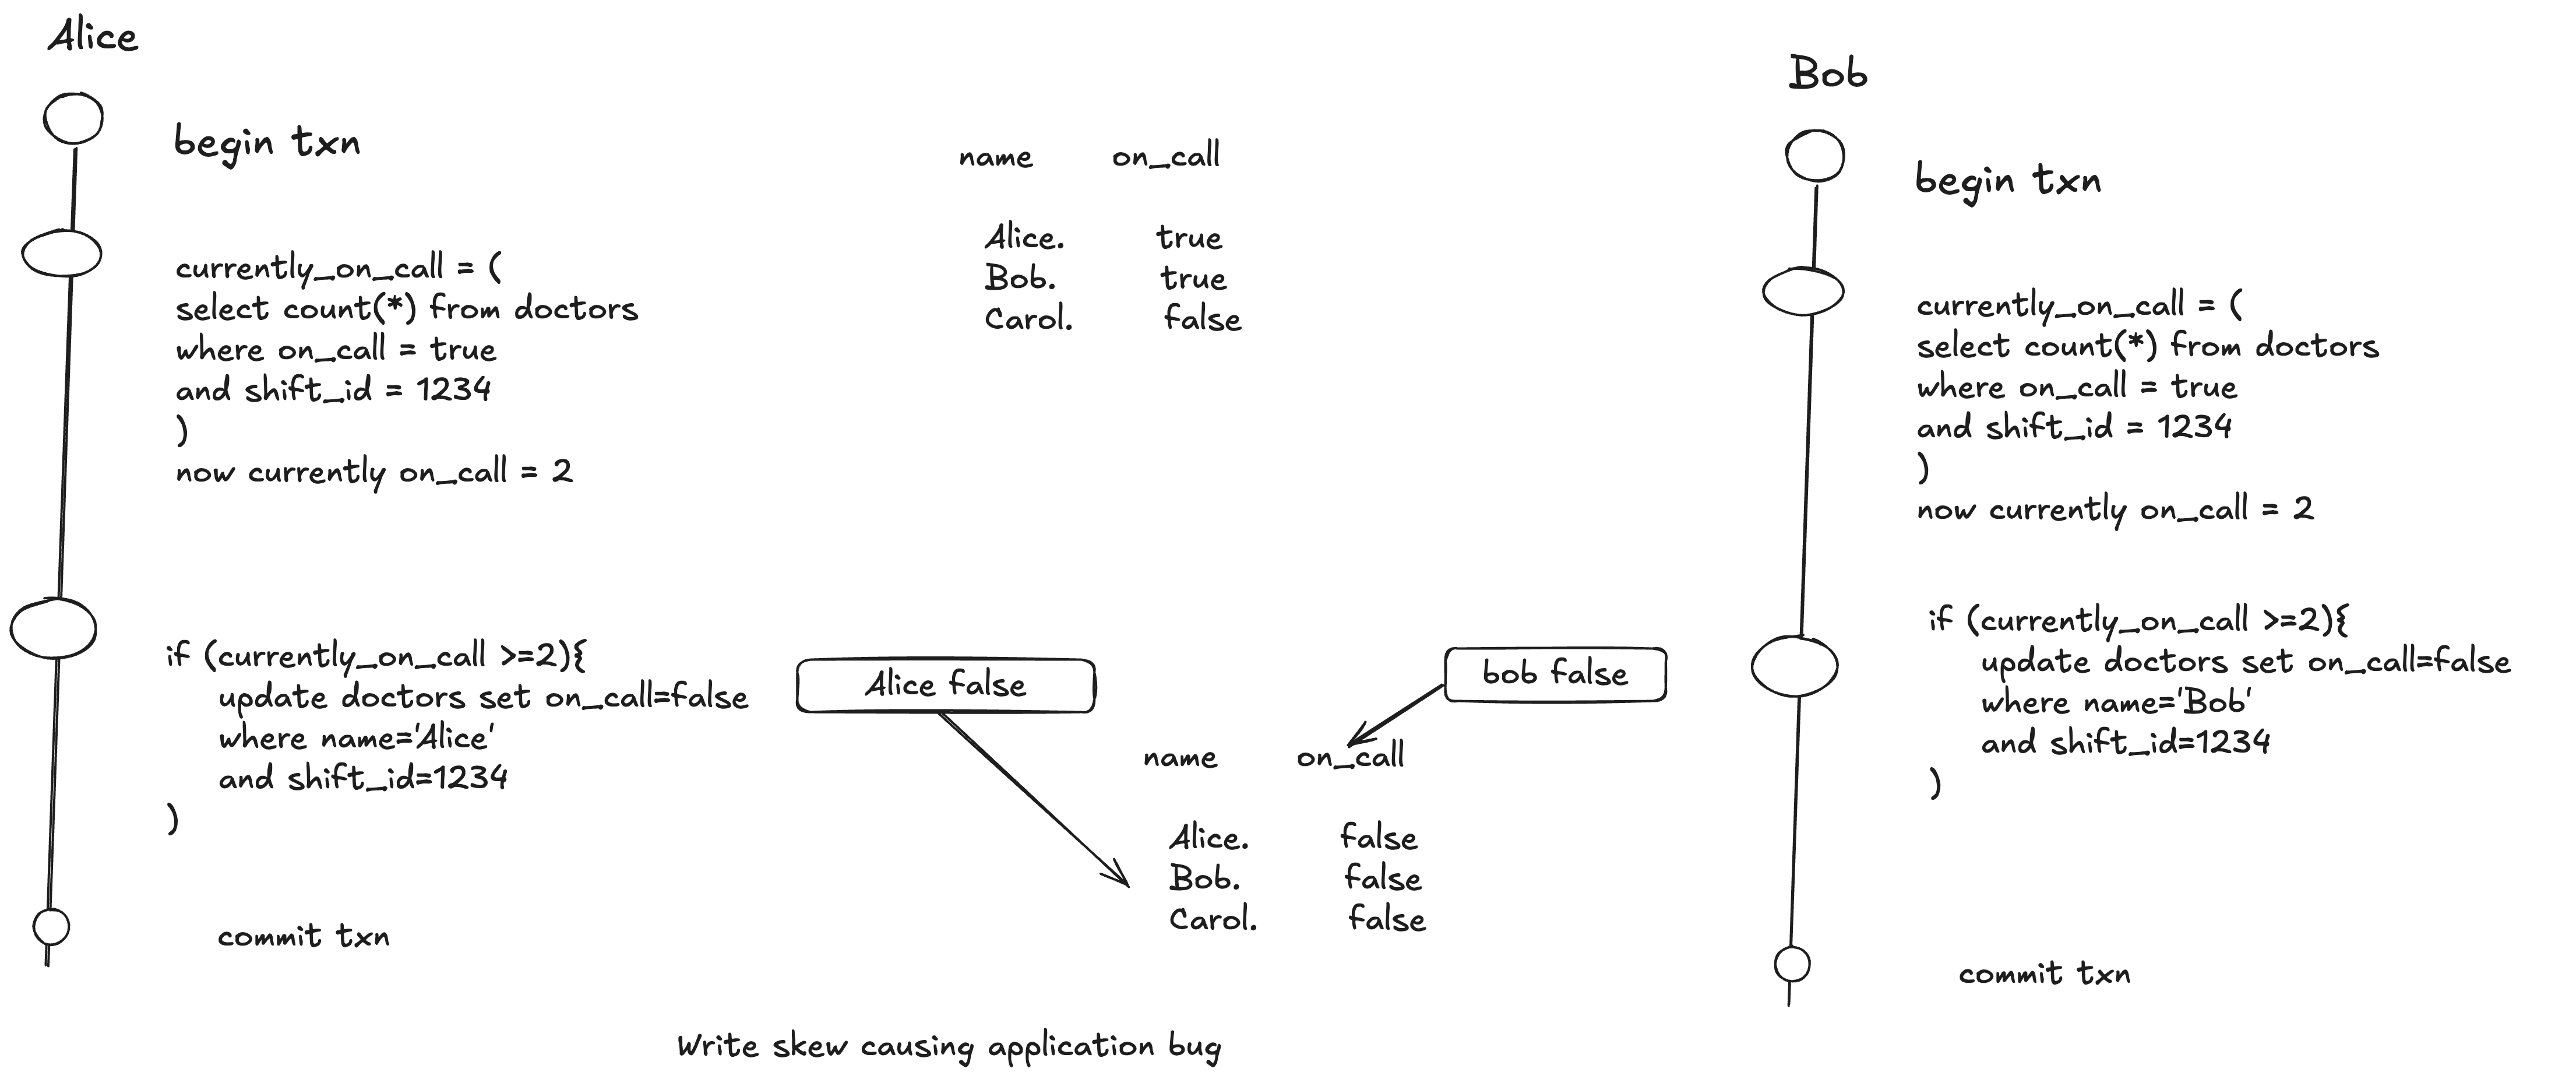 Alice
begin txn
currently_on_call = (
select count(*) from doctors
where on_call = true
and shift_id = 1234
)
now currently on_call = 2
if (currently_on_call >=2){
update doctors set on_call=false
where name='Alice'
and shift_id=1234
)
commit txn
name on_call
Alice. true
Bob. true
Carol. false
Alice false
bob false
name on_call
Alice. false
Bob. false
Carol. false
Bob
begin txn
currently_on_call = (
select count(*) from doctors
where on_call = true
and shift_id = 1234
)
now currently on_call = 2
if (currently_on_call >=2){
update doctors set on_call=false
where name='Bob'
and shift_id=1234
)
commit txn
Write skew causing application bug